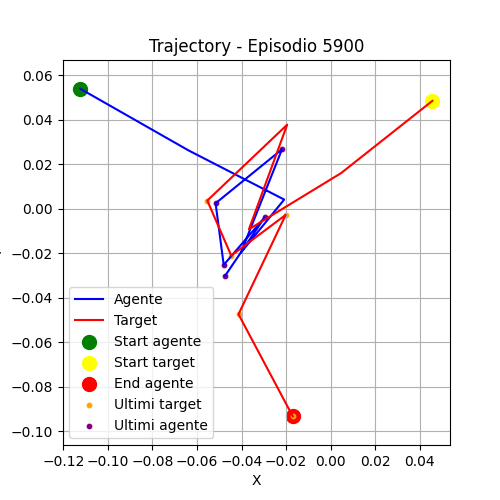 Trajectory - Episodio 5900
0.06
0.04
0.02
0.00
−0.02
−0.04
−0.06
−0.08
−0.10
Agente
Target
Start agente
Start target
End agente
Ultimi target
Ultimi agente
−0.12 −0.10 −0.08 −0.06 −0.04 −0.02 0.00 0.02 0.04
X